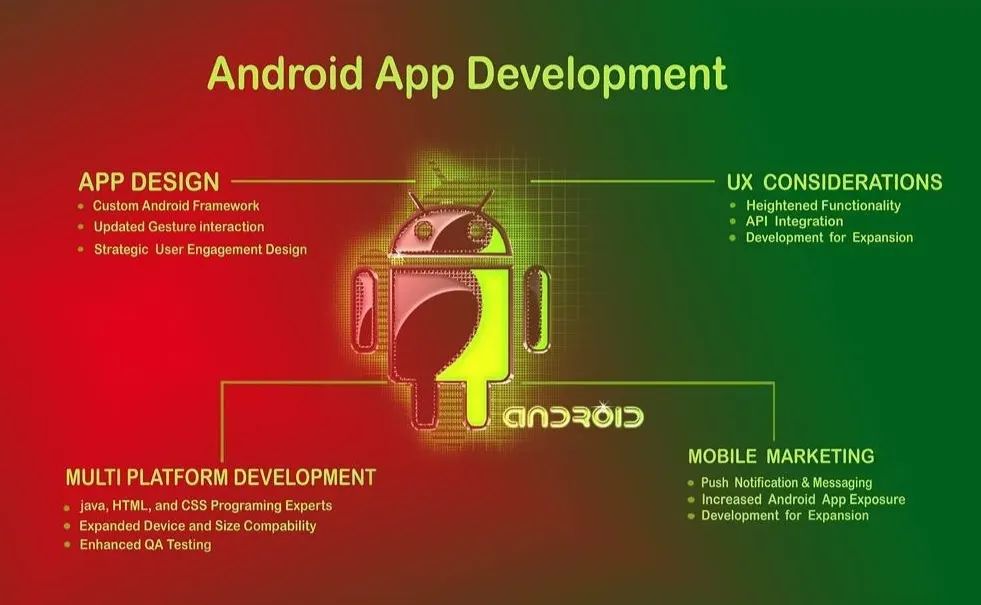 Android App Development
APP DESIGN
Custom Android Framework
Updated Gesture interaction
Strategic User Engagement Design
UX CONSIDERATIONS
Heightened Functionality
API Integration
Development for Expansion
ANDROID
MULTI PLATFORM DEVELOPMENT
java, HTML, and CSS Programing Experts
Expanded Device and Size Compability
Enhanced QA Testing
MOBILE MARKETING
Push Notification & Messaging
Increased Android App Exposure
Development for Expansion